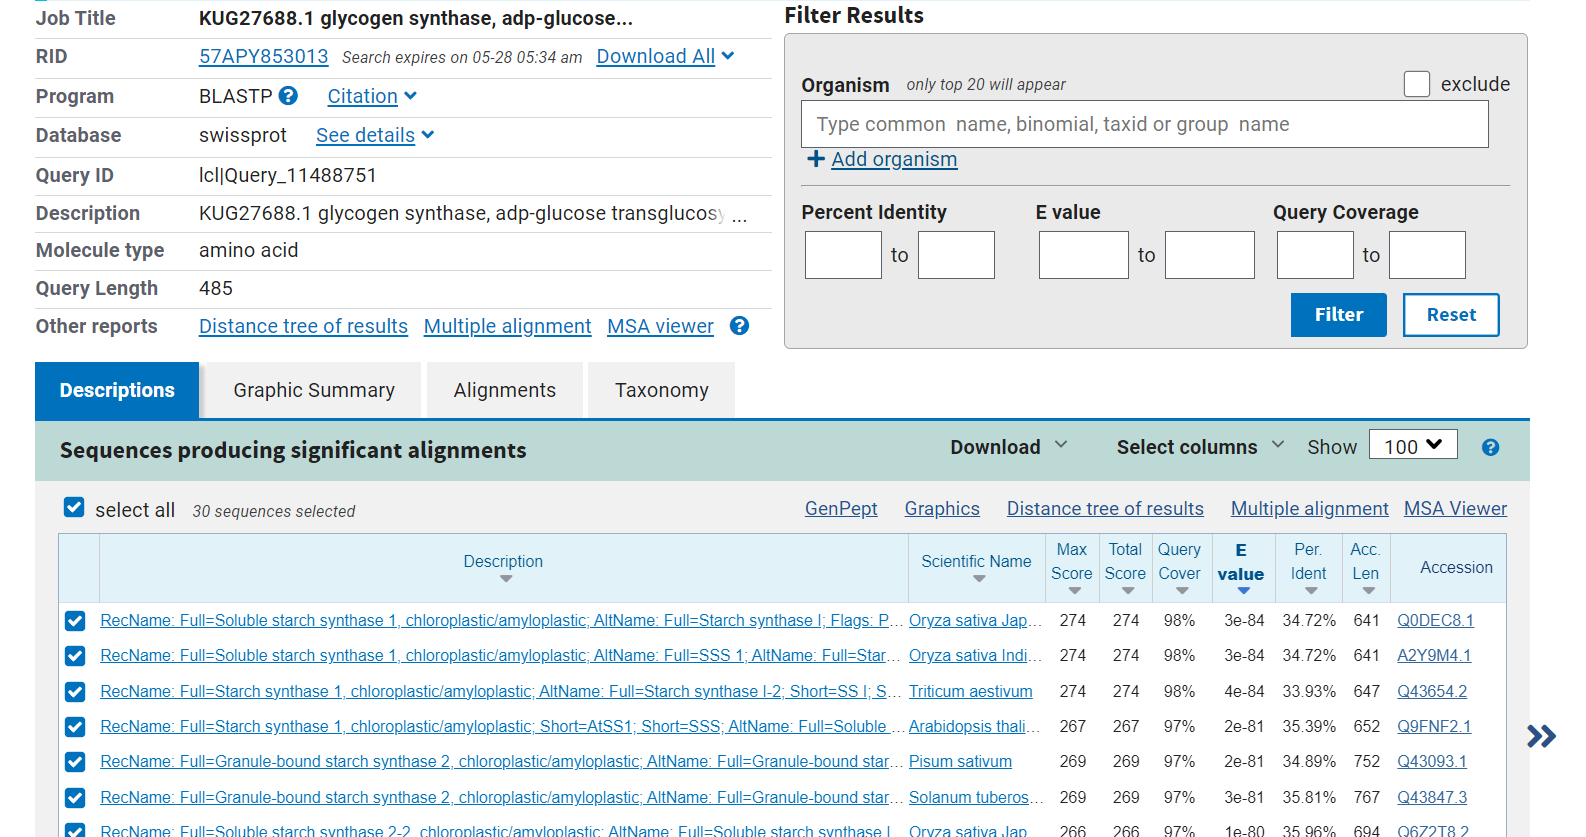 Job Title KUG27688.1 glycogen synthase, adp-glucose...
RID 57APY853013 Search expires on 05-28 05:34 am Download All
Program BLASTP ? Citation
Database swissprot See details
Query ID lcl|Query_11488751
Description KUG27688.1 glycogen synthase, adp-glucose transglucosy ...
Molecule type amino acid
Query Length 485
Other reports Distance tree of results Multiple alignment MSA viewer ?
Filter Results
Organism only top 20 will appear exclude
Type common name, binomial, taxid or group name
+ Add organism
Percent Identity E value Query Coverage
to to to
Filter Reset
Descriptions Graphic Summary Alignments Taxonomy
Sequences producing significant alignments Download Select columns Show 100 ?
select all 30 sequences selected GenPept Graphics Distance tree of results Multiple alignment MSA Viewer
Description Scientific Name Max Score Total Score Query Cover E value Per. Ident Acc. Len Accession
RecName: Full=Soluble starch synthase 1, chloroplastic/amyloplastic; AltName: Full=Starch synthase I; Flags: P... Oryza sativa Jap... 274 274 98% 3e-84 34.72% 641 Q0DEC8.1
RecName: Full=Soluble starch synthase 1, chloroplastic/amyloplastic; AltName: Full=SSS 1; AltName: Full=Star... Oryza sativa Indi... 274 274 98% 3e-84 34.72% 641 A2Y9M4.1
RecName: Full=Starch synthase 1, chloroplastic/amyloplastic; AltName: Full=Starch synthase I-2; Short=SS I; S... Triticum aestivum 274 274 98% 4e-84 33.93% 647 Q43654.2
RecName: Full=Starch synthase 1, chloroplastic/amyloplastic; Short=AtSS1; Short=SSS; AltName: Full=Soluble ... Arabidopsis thali... 267 267 97% 2e-81 35.39% 652 Q9FNF2.1
RecName: Full=Granule-bound starch synthase 2, chloroplastic/amyloplastic; AltName: Full=Granule-bound star... Pisum sativum 269 269 97% 2e-81 34.89% 752 Q43093.1
RecName: Full=Granule-bound starch synthase 2, chloroplastic/amyloplastic; AltName: Full=Granule-bound star... Solanum tuberos... 269 269 97% 3e-81 35.81% 767 Q43847.3
RecName: Full=Soluble starch synthase 2-2, chloroplastic/amyloplastic; AltName: Full=Soluble starch synthase I... Oryza sativa Jap... 266 266 97% 1e-80 35.96% 694 Q6Z2T8.2